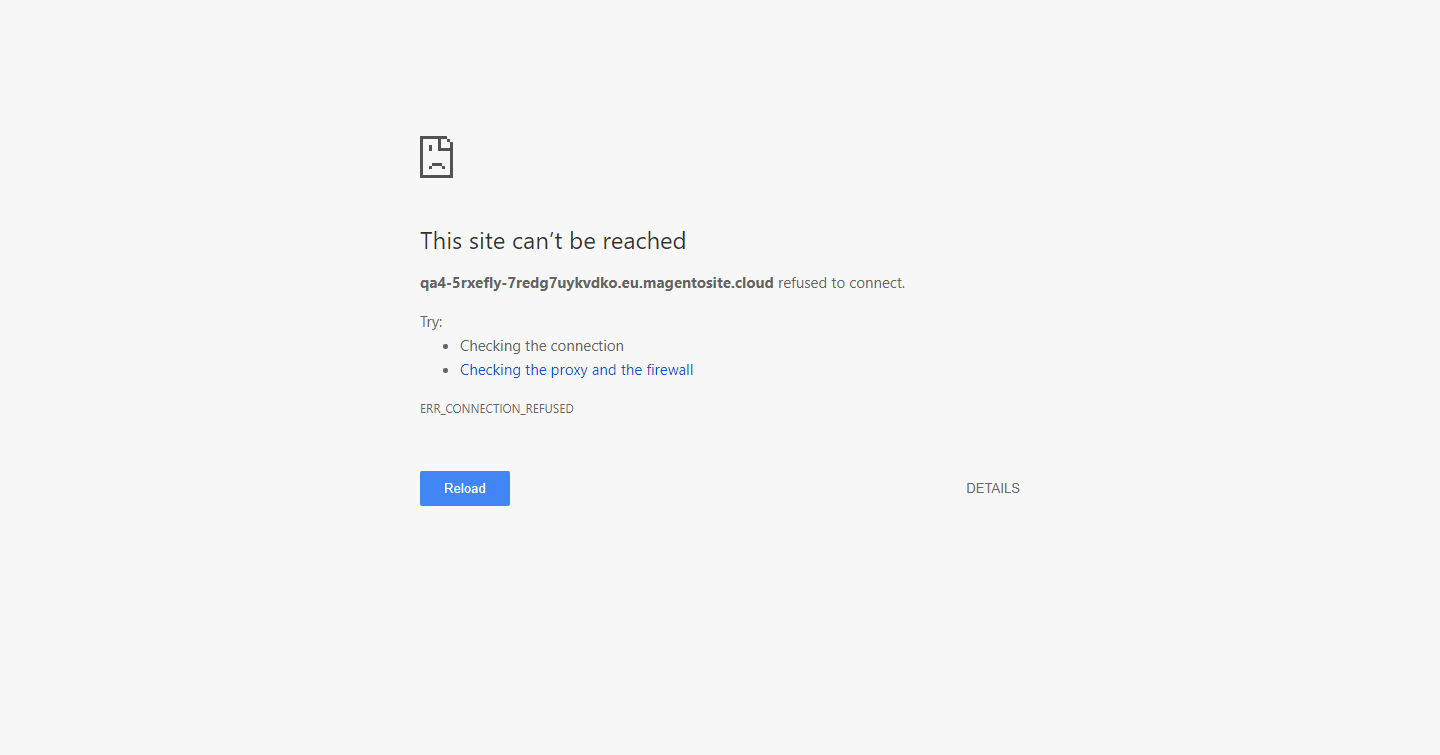 This site can’t be reached
qa4-5rxefly-7redg7uykvdko.eu.magentosite.cloud refused to connect.
Try:
Checking the connection
Checking the proxy and the firewall
ERR_CONNECTION_REFUSED
Reload
DETAILS